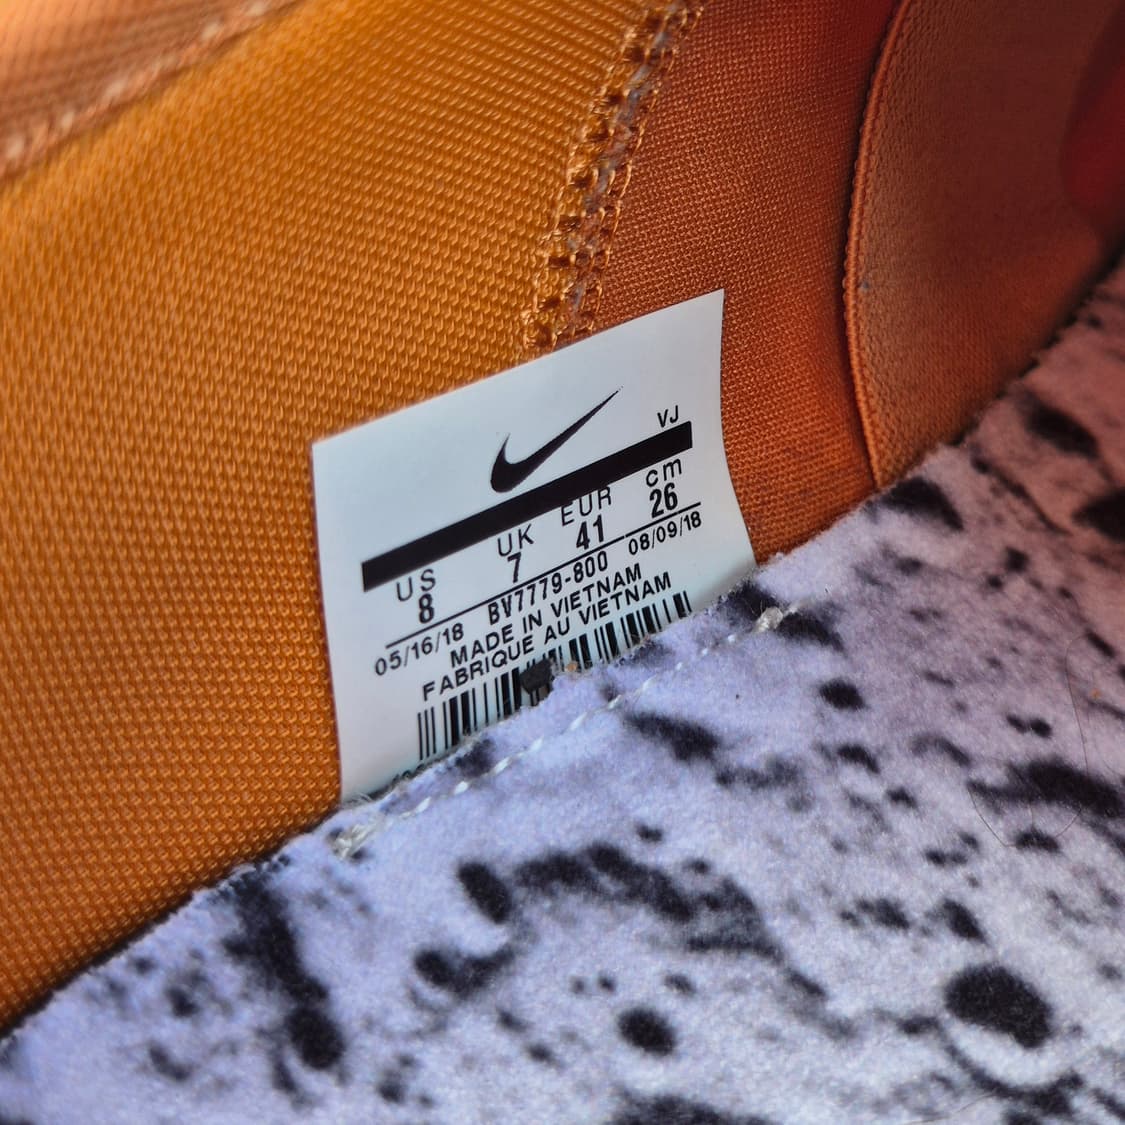 VJ
US UK EUR cm
8 7 41 26
05/16/18 BV7779-800 08/09/18
MADE IN VIETNAM
FABRIQUE AU VIETNAM